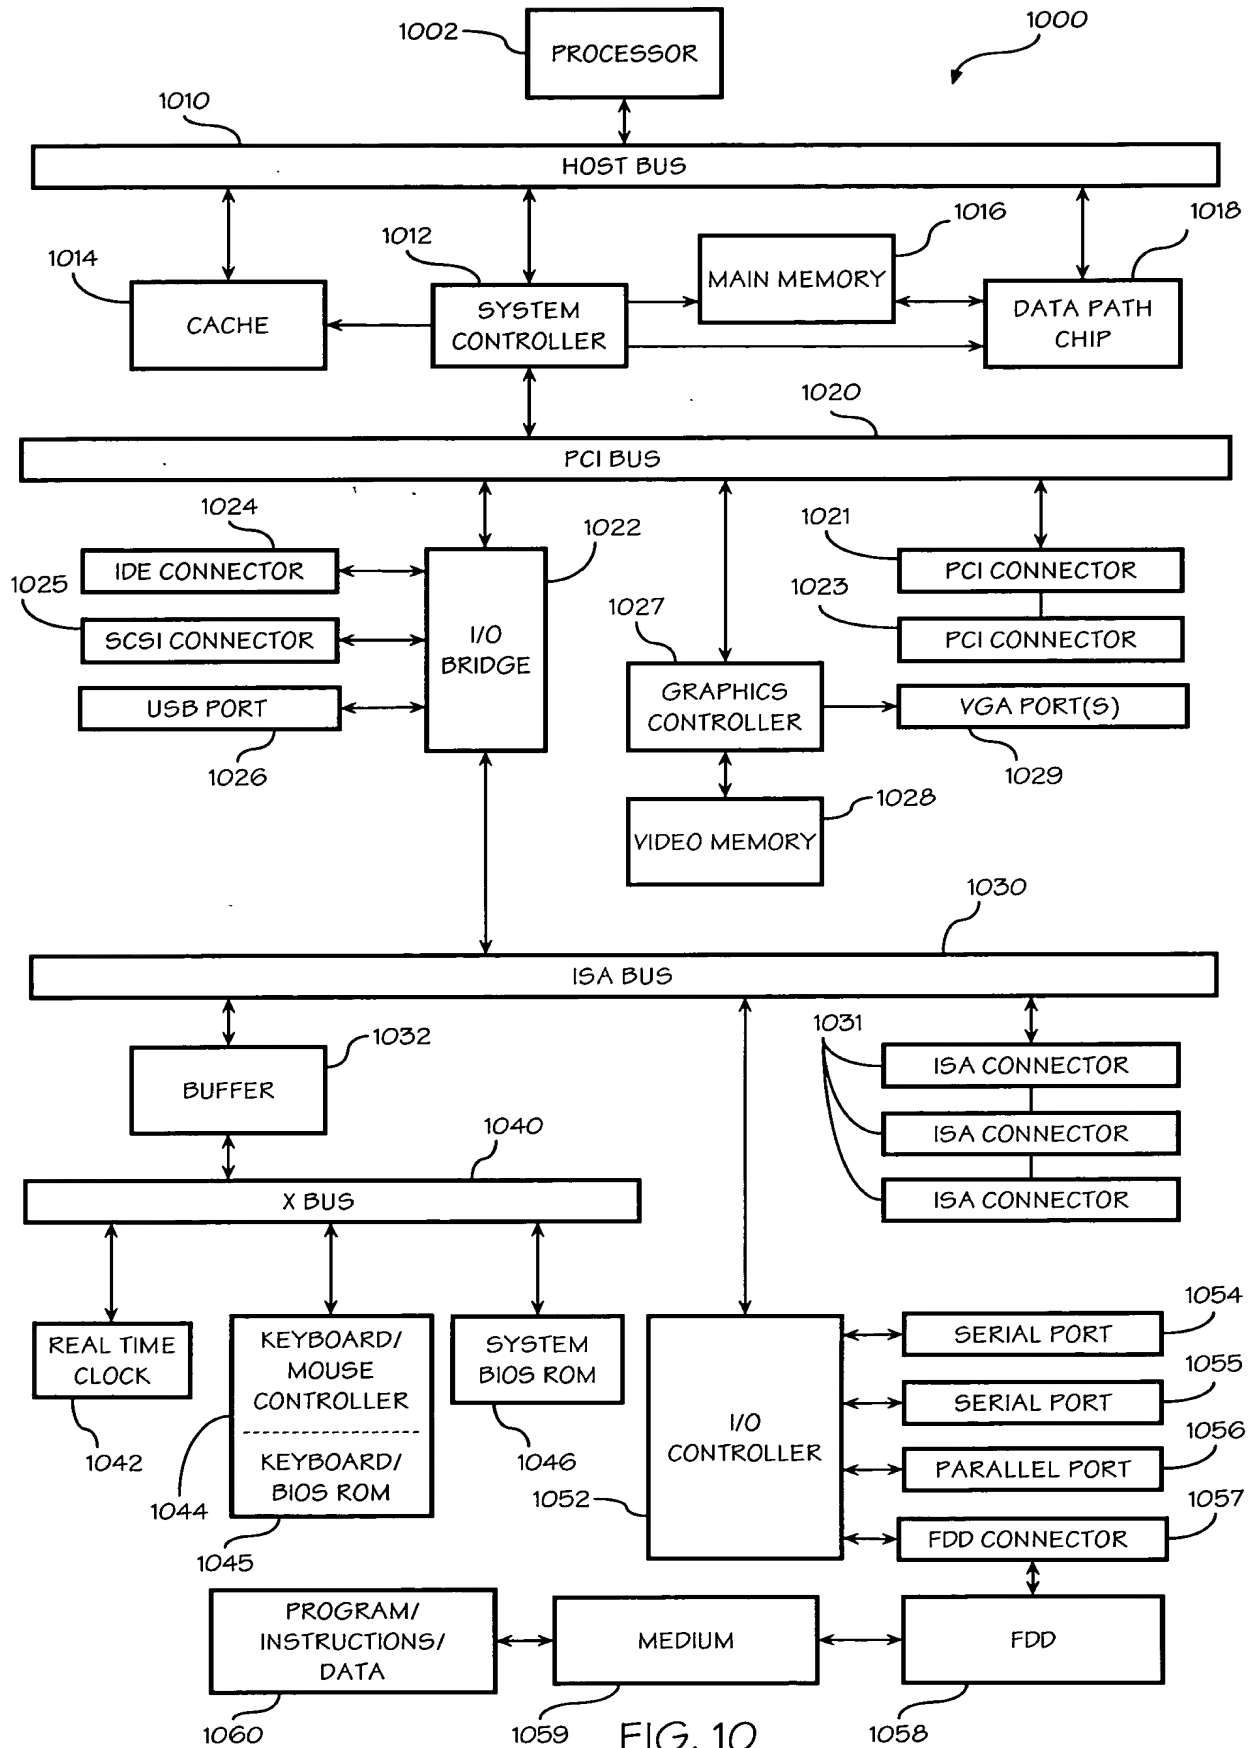 1002
PROCESSOR
1000
1010
HOST BUS
1012
1016
1018
1014
CACHE
SYSTEM
CONTROLLER
MAIN MEMORY
DATA PATH
CHIP
1020
PCI BUS
1024
1022
1021
IDE CONNECTOR
PCI CONNECTOR
1025
1023
SCSI CONNECTOR
I/O
BRIDGE
1027
PCI CONNECTOR
USB PORT
GRAPHICS
CONTROLLER
VGA PORT(S)
1026
1029
1028
VIDEO MEMORY
1030
ISA BUS
1032
1031
BUFFER
ISA CONNECTOR
ISA CONNECTOR
ISA CONNECTOR
1040
X BUS
REAL TIME
CLOCK
KEYBOARD/
MOUSE
CONTROLLER
KEYBOARD/
BIOS ROM
SYSTEM
BIOS ROM
1042
1044
1045
1046
1052
I/O
CONTROLLER
1054
SERIAL PORT
1055
SERIAL PORT
1056
PARALLEL PORT
1057
FDD CONNECTOR
PROGRAM/
INSTRUCTIONS/
DATA
MEDIUM
FDD
1060
1059
1058
FIG. 10